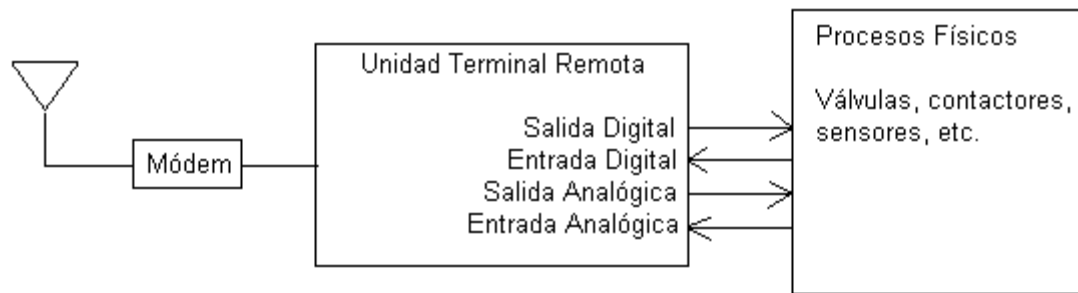 Módem
Unidad Terminal Remota
Salida Digital
Entrada Digital
Salida Analógica
Entrada Analógica
Procesos Físicos
Válvulas, contactores,
sensores, etc.